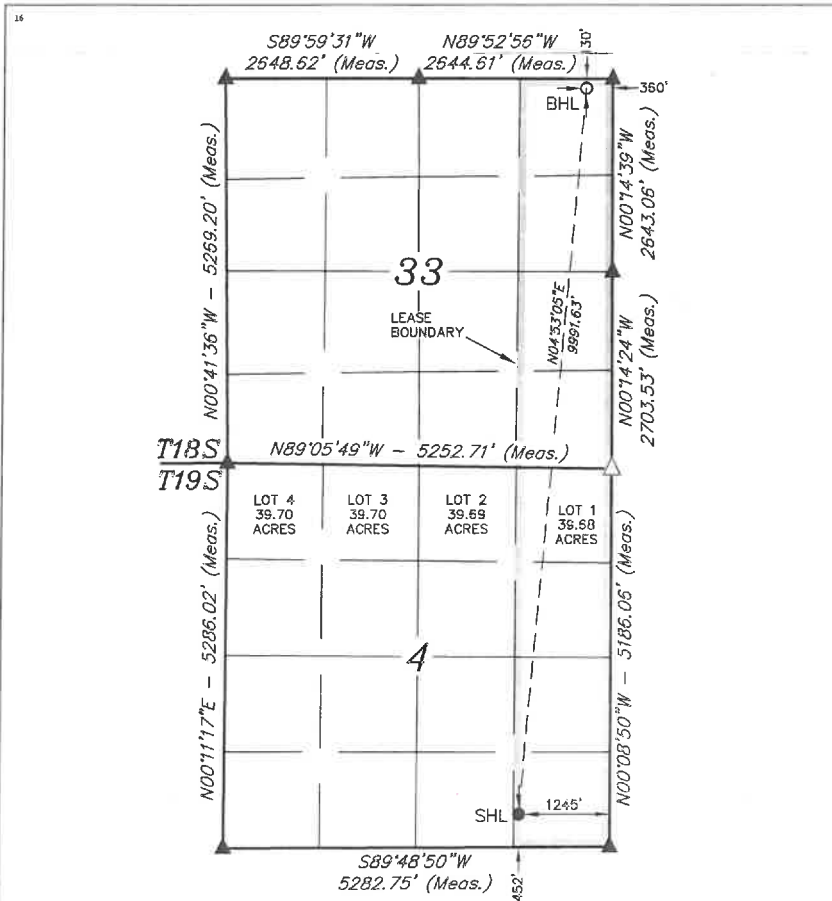 16
S89°59'31"W
2648.62' (Meas.)
N89°52'56"W
2644.61' (Meas.)
30'
BHL
360'
N00°14'39"W
2643.06' (Meas.)
N00°41'36"W - 5269.20' (Meas.)
33
LEASE
BOUNDARY
N04°53'05"E
9991.63'
N00°14'24"W
2703.53' (Meas.)
T18S
T19S
N89°05'49"W - 5252.71' (Meas.)
LOT 4
39.70
ACRES
LOT 3
39.70
ACRES
LOT 2
39.69
ACRES
LOT 1
39.68
ACRES
N00°11'17"E - 5286.02' (Meas.)
4
N00°08'50"W - 5186.05' (Meas.)
SHL
1245'
S89°48'50"W
5282.75' (Meas.)
452'